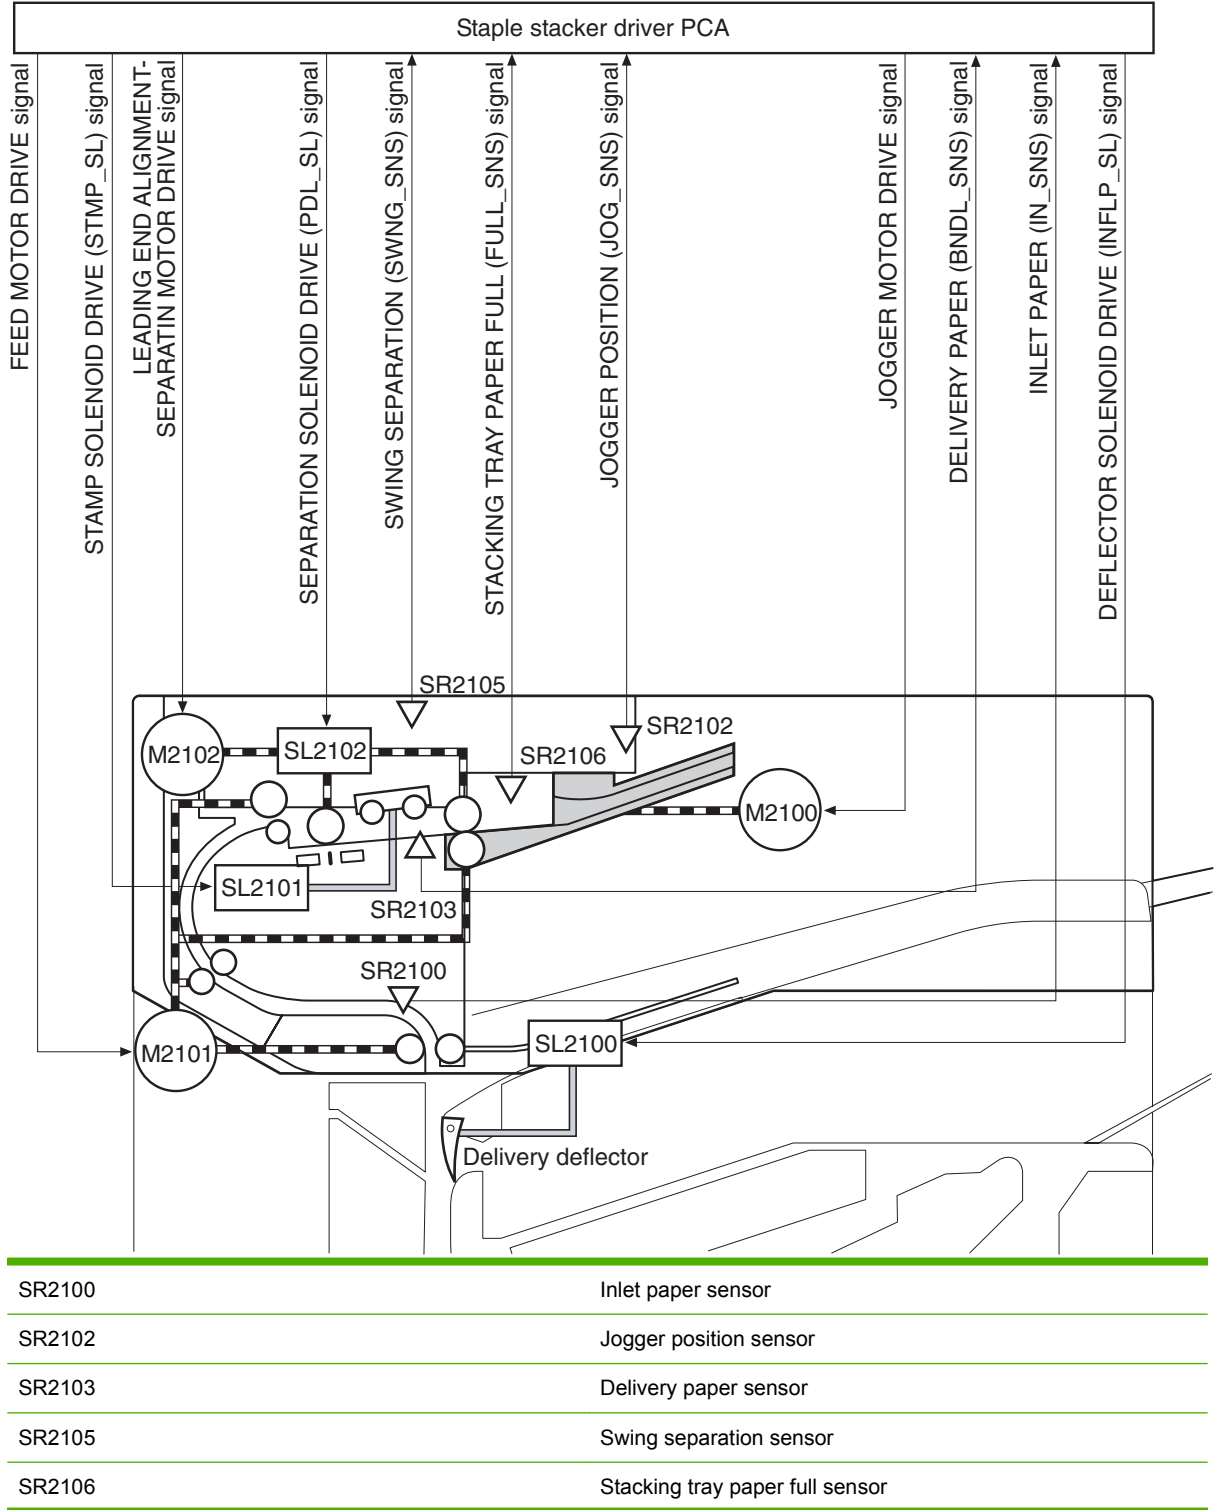 Staple stacker driver PCA
FEED MOTOR DRIVE signal
STAMP SOLENOID DRIVE (STMP_SL) signal
LEADING END ALIGNMENT-
SEPARATIN MOTOR DRIVE signal
SEPARATION SOLENOID DRIVE (PDL_SL) signal
SWING SEPARATION (SWNG_SNS) signal
STACKING TRAY PAPER FULL (FULL_SNS) signal
JOGGER POSITION (JOG_SNS) signal
JOGGER MOTOR DRIVE signal
DELIVERY PAPER (BNDL_SNS) signal
INLET PAPER (IN_SNS) signal
DEFLECTOR SOLENOID DRIVE (INFLP_SL) signal
SR2105
SR2102
M2102
SL2102
SR2106
M2100
SL2101
SR2103
SR2100
M2101
SL2100
Delivery deflector
SR2100 Inlet paper sensor
SR2102 Jogger position sensor
SR2103 Delivery paper sensor
SR2105 Swing separation sensor
SR2106 Stacking tray paper full sensor